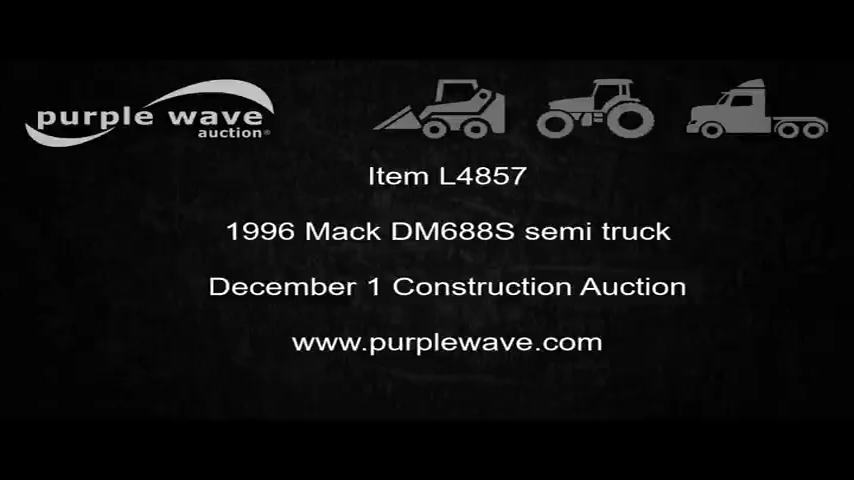 purple wave
auction®
Item L4857
1996 Mack DM688S semi truck
December 1 Construction Auction
www.purplewave.com